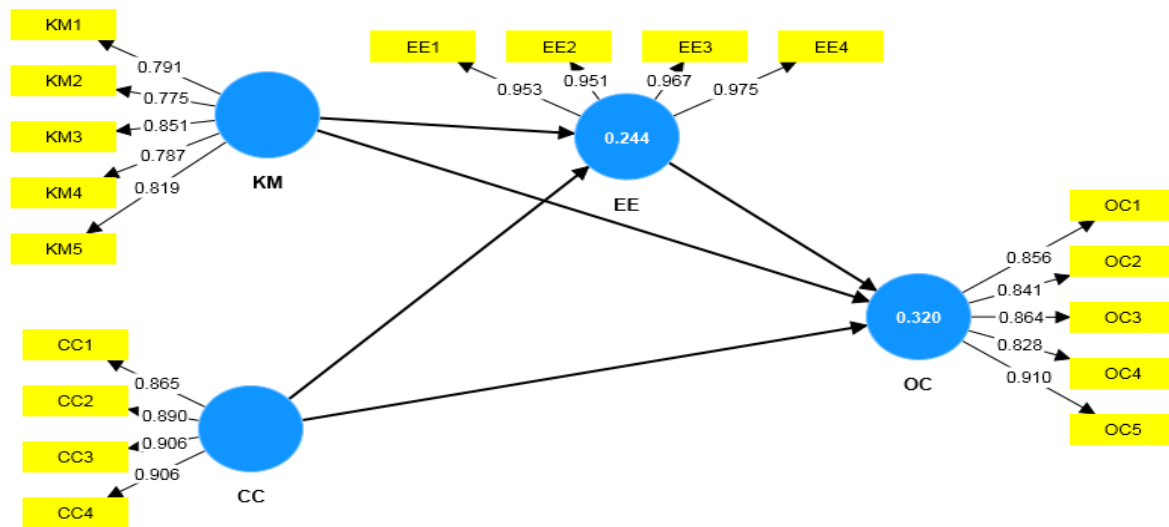 KM1
KM2
KM3
KM4
KM5
0.791
0.775
0.851
0.787
0.819
KM
EE1
EE2
EE3
EE4
0.953
0.951
0.967
0.975
0.244
EE
CC1
CC2
CC3
CC4
0.865
0.890
0.906
0.906
CC
0.320
OC
0.856
0.841
0.864
0.828
0.910
OC1
OC2
OC3
OC4
OC5